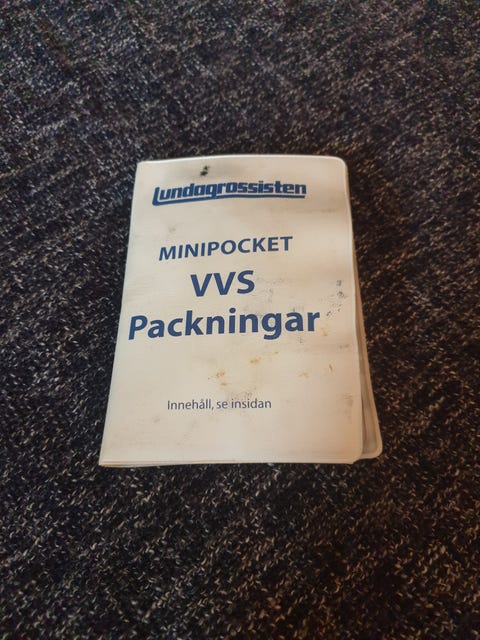 Lundagrossisten
MINIPOCKET
VVS
Packningar
Innehåll, se insidan